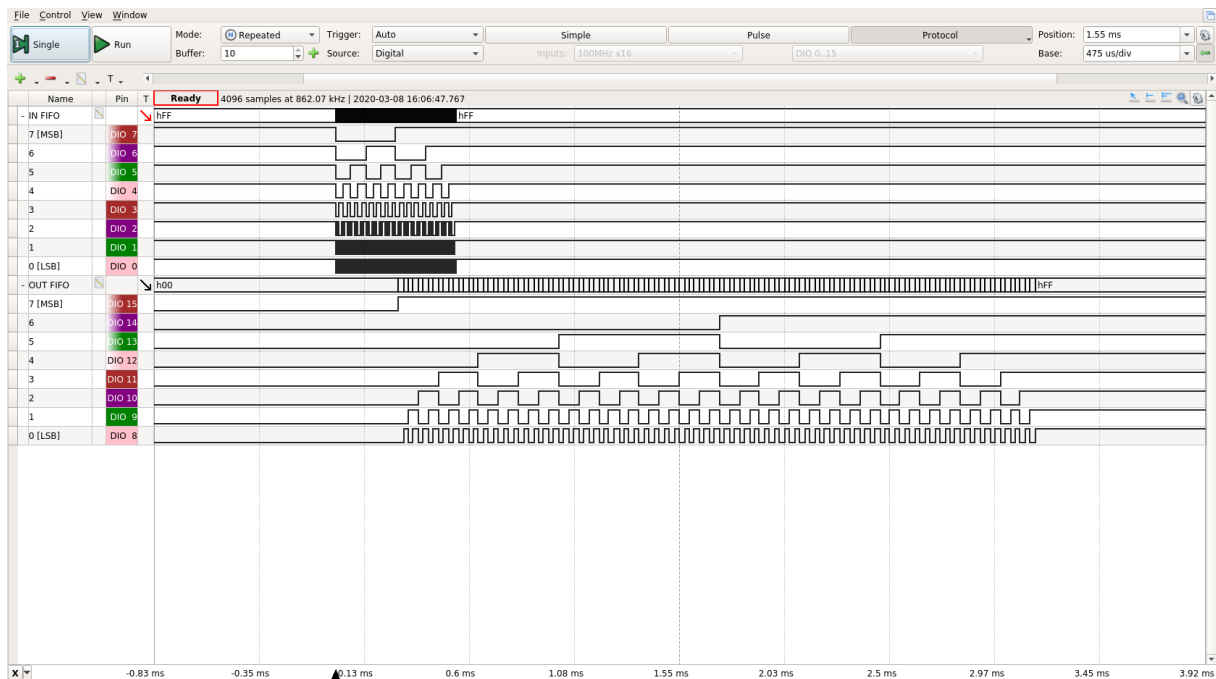 File Control View Window
Single Run Mode: Repeated Trigger: Auto Simple Pulse Protocol Position: 1.55 ms
Buffer: 10 Source: Digital Inputs: 100MHz x16 DIO 0..15 Base: 475 us/div
T
Name Pin T Ready 4096 samples at 862.07 kHz | 2020-03-08 16:06:47.767
- IN FIFO hFF hFF
7 [MSB] DIO 7
6 DIO 6
5 DIO 5
4 DIO 4
3 DIO 3
2 DIO 2
1 DIO 1
0 [LSB] DIO 0
- OUT FIFO h00 hFF
7 [MSB] DIO 15
6 DIO 14
5 DIO 13
4 DIO 12
3 DIO 11
2 DIO 10
1 DIO 9
0 [LSB] DIO 8
X -0.83 ms -0.35 ms 0.13 ms 0.6 ms 1.08 ms 1.55 ms 2.03 ms 2.5 ms 2.97 ms 3.45 ms 3.92 ms